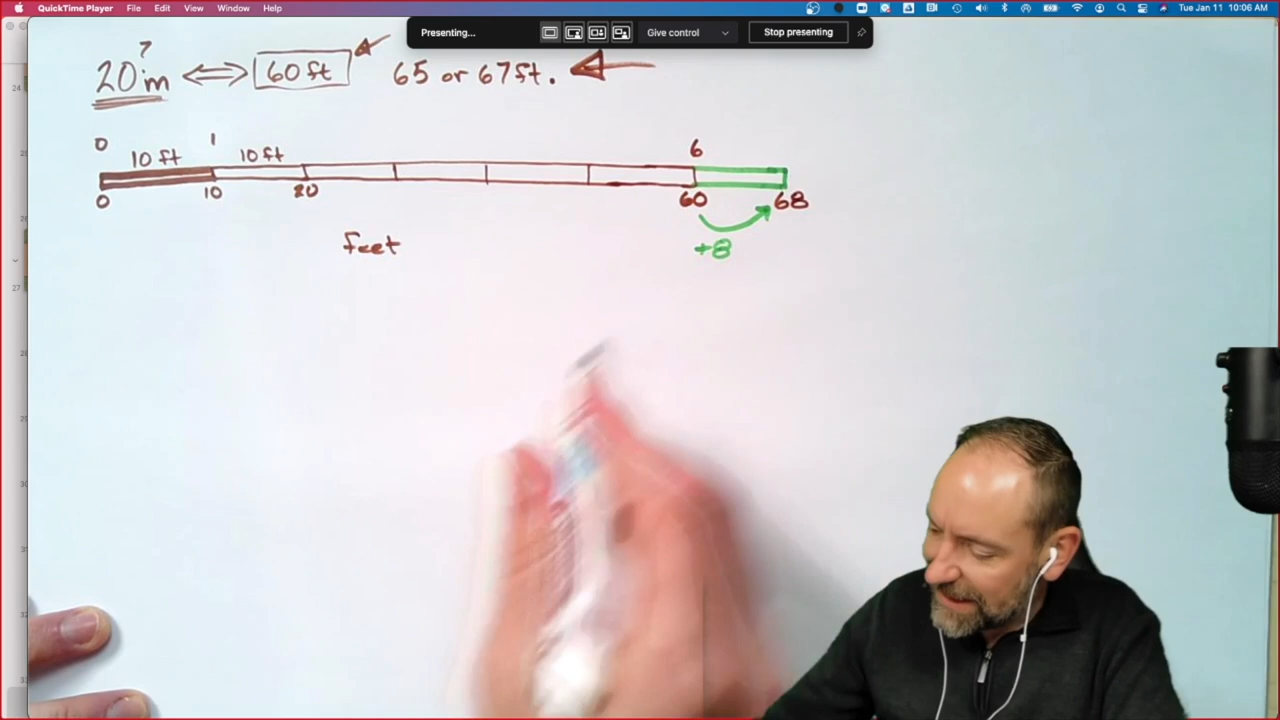 QuickTime Player File Edit View Window Help
Tue Jan 11 10:06 AM
Presenting... Give control Stop presenting
?
20 m ⇔ 60 ft 65 or 67 ft.
0 1 6
10 ft 10 ft
0 10 20 60 68
+8
feet
24
27